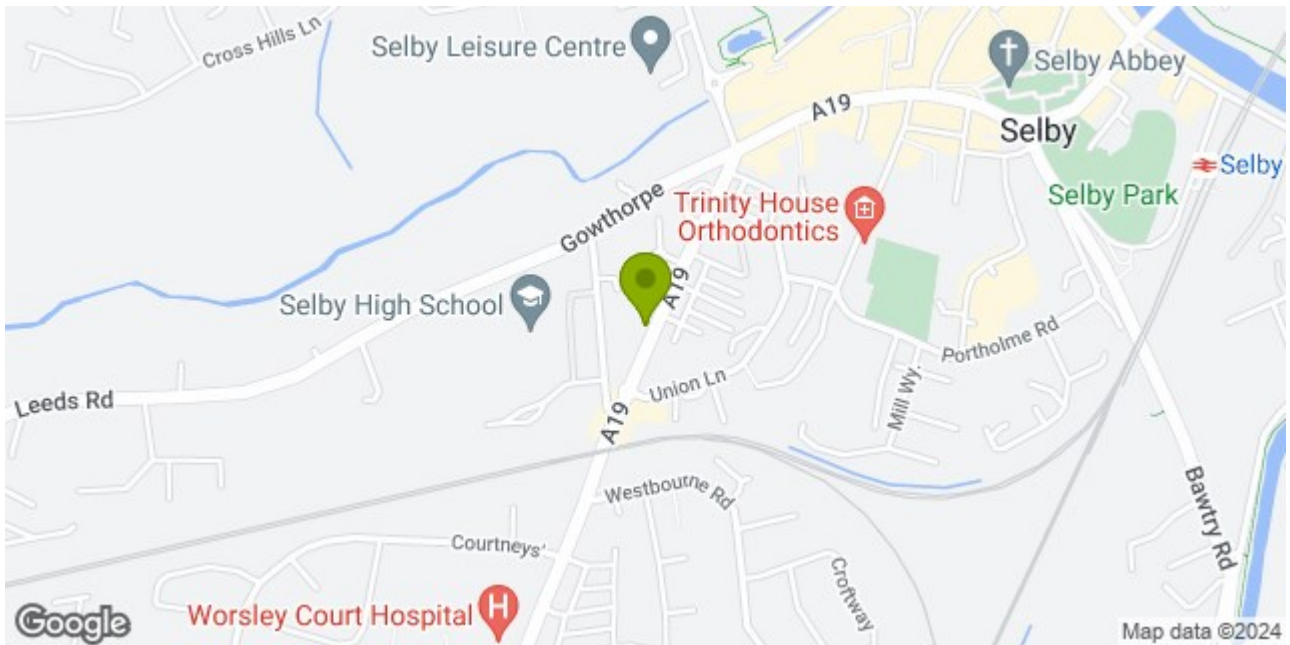 Cross Hills Ln
Selby Leisure Centre
Selby Abbey
A19
Selby
Selby
Selby Park
Trinity House
Orthodontics
Gowthorpe
A19
Selby High School
Portholme Rd
Union Ln
Mill Wy.
Leeds Rd
A19
Bawtry Rd
Westbourne Rd
Courtneys'
Croftway
Worsley Court Hospital
H
Google
Map data ©2024